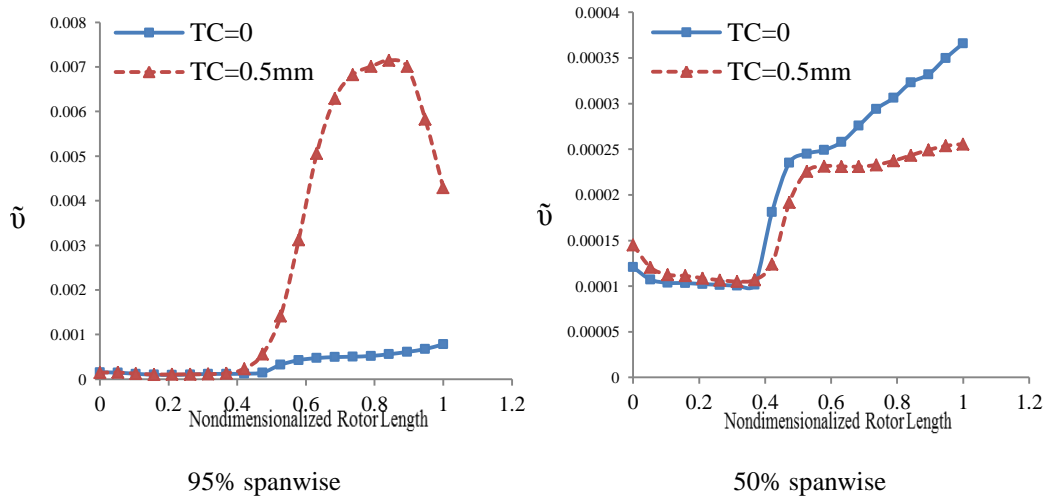 0.008
0.007
0.006
0.005
0.004
0.003
0.002
0.001
0
TC=0
TC=0.5mm
ṽ
0 0.2 0.4 0.6 0.8 1 1.2
Nondimensionalized Rotor Length
95% spanwise
0.0004
0.00035
0.0003
0.00025
0.0002
0.00015
0.0001
0.00005
0
TC=0
TC=0.5mm
ṽ
0 0.2 0.4 0.6 0.8 1 1.2
Nondimensionalized Rotor Length
50% spanwise